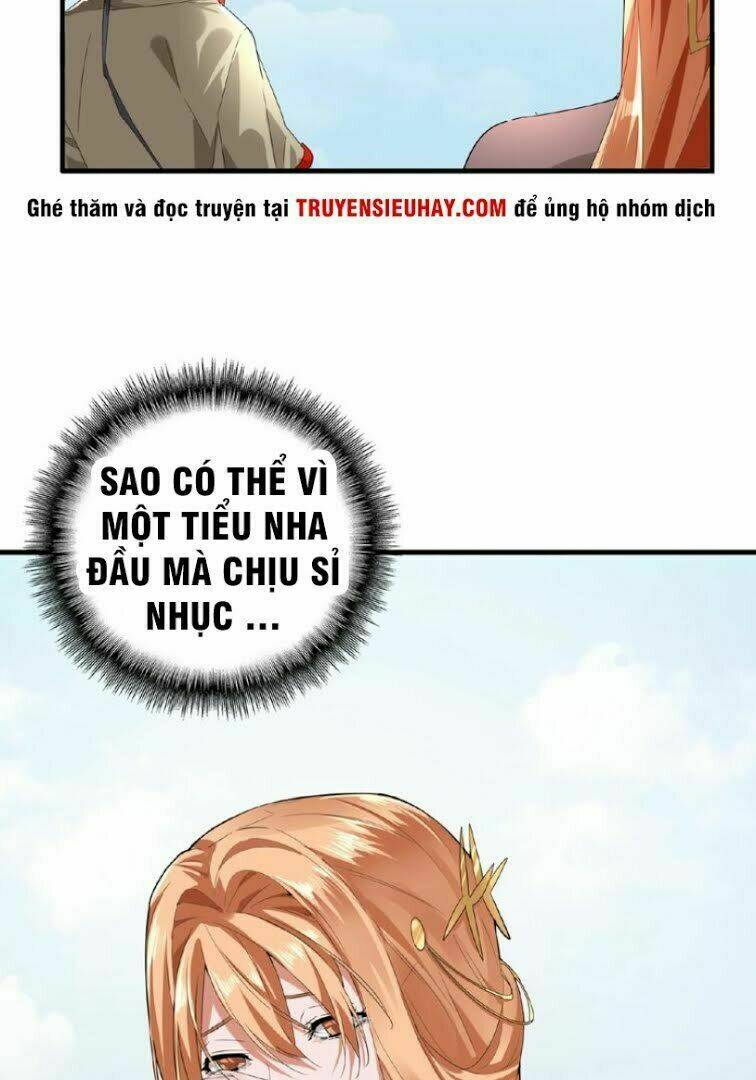 Ghé thăm và đọc truyện tại TRUYENSIEUHAY.COM để ủng hộ nhóm dịch
SAO CÓ THỂ VÌ
MỘT TIỂU NHA
ĐẦU MÀ CHỊU SỈ
NHỤC ...